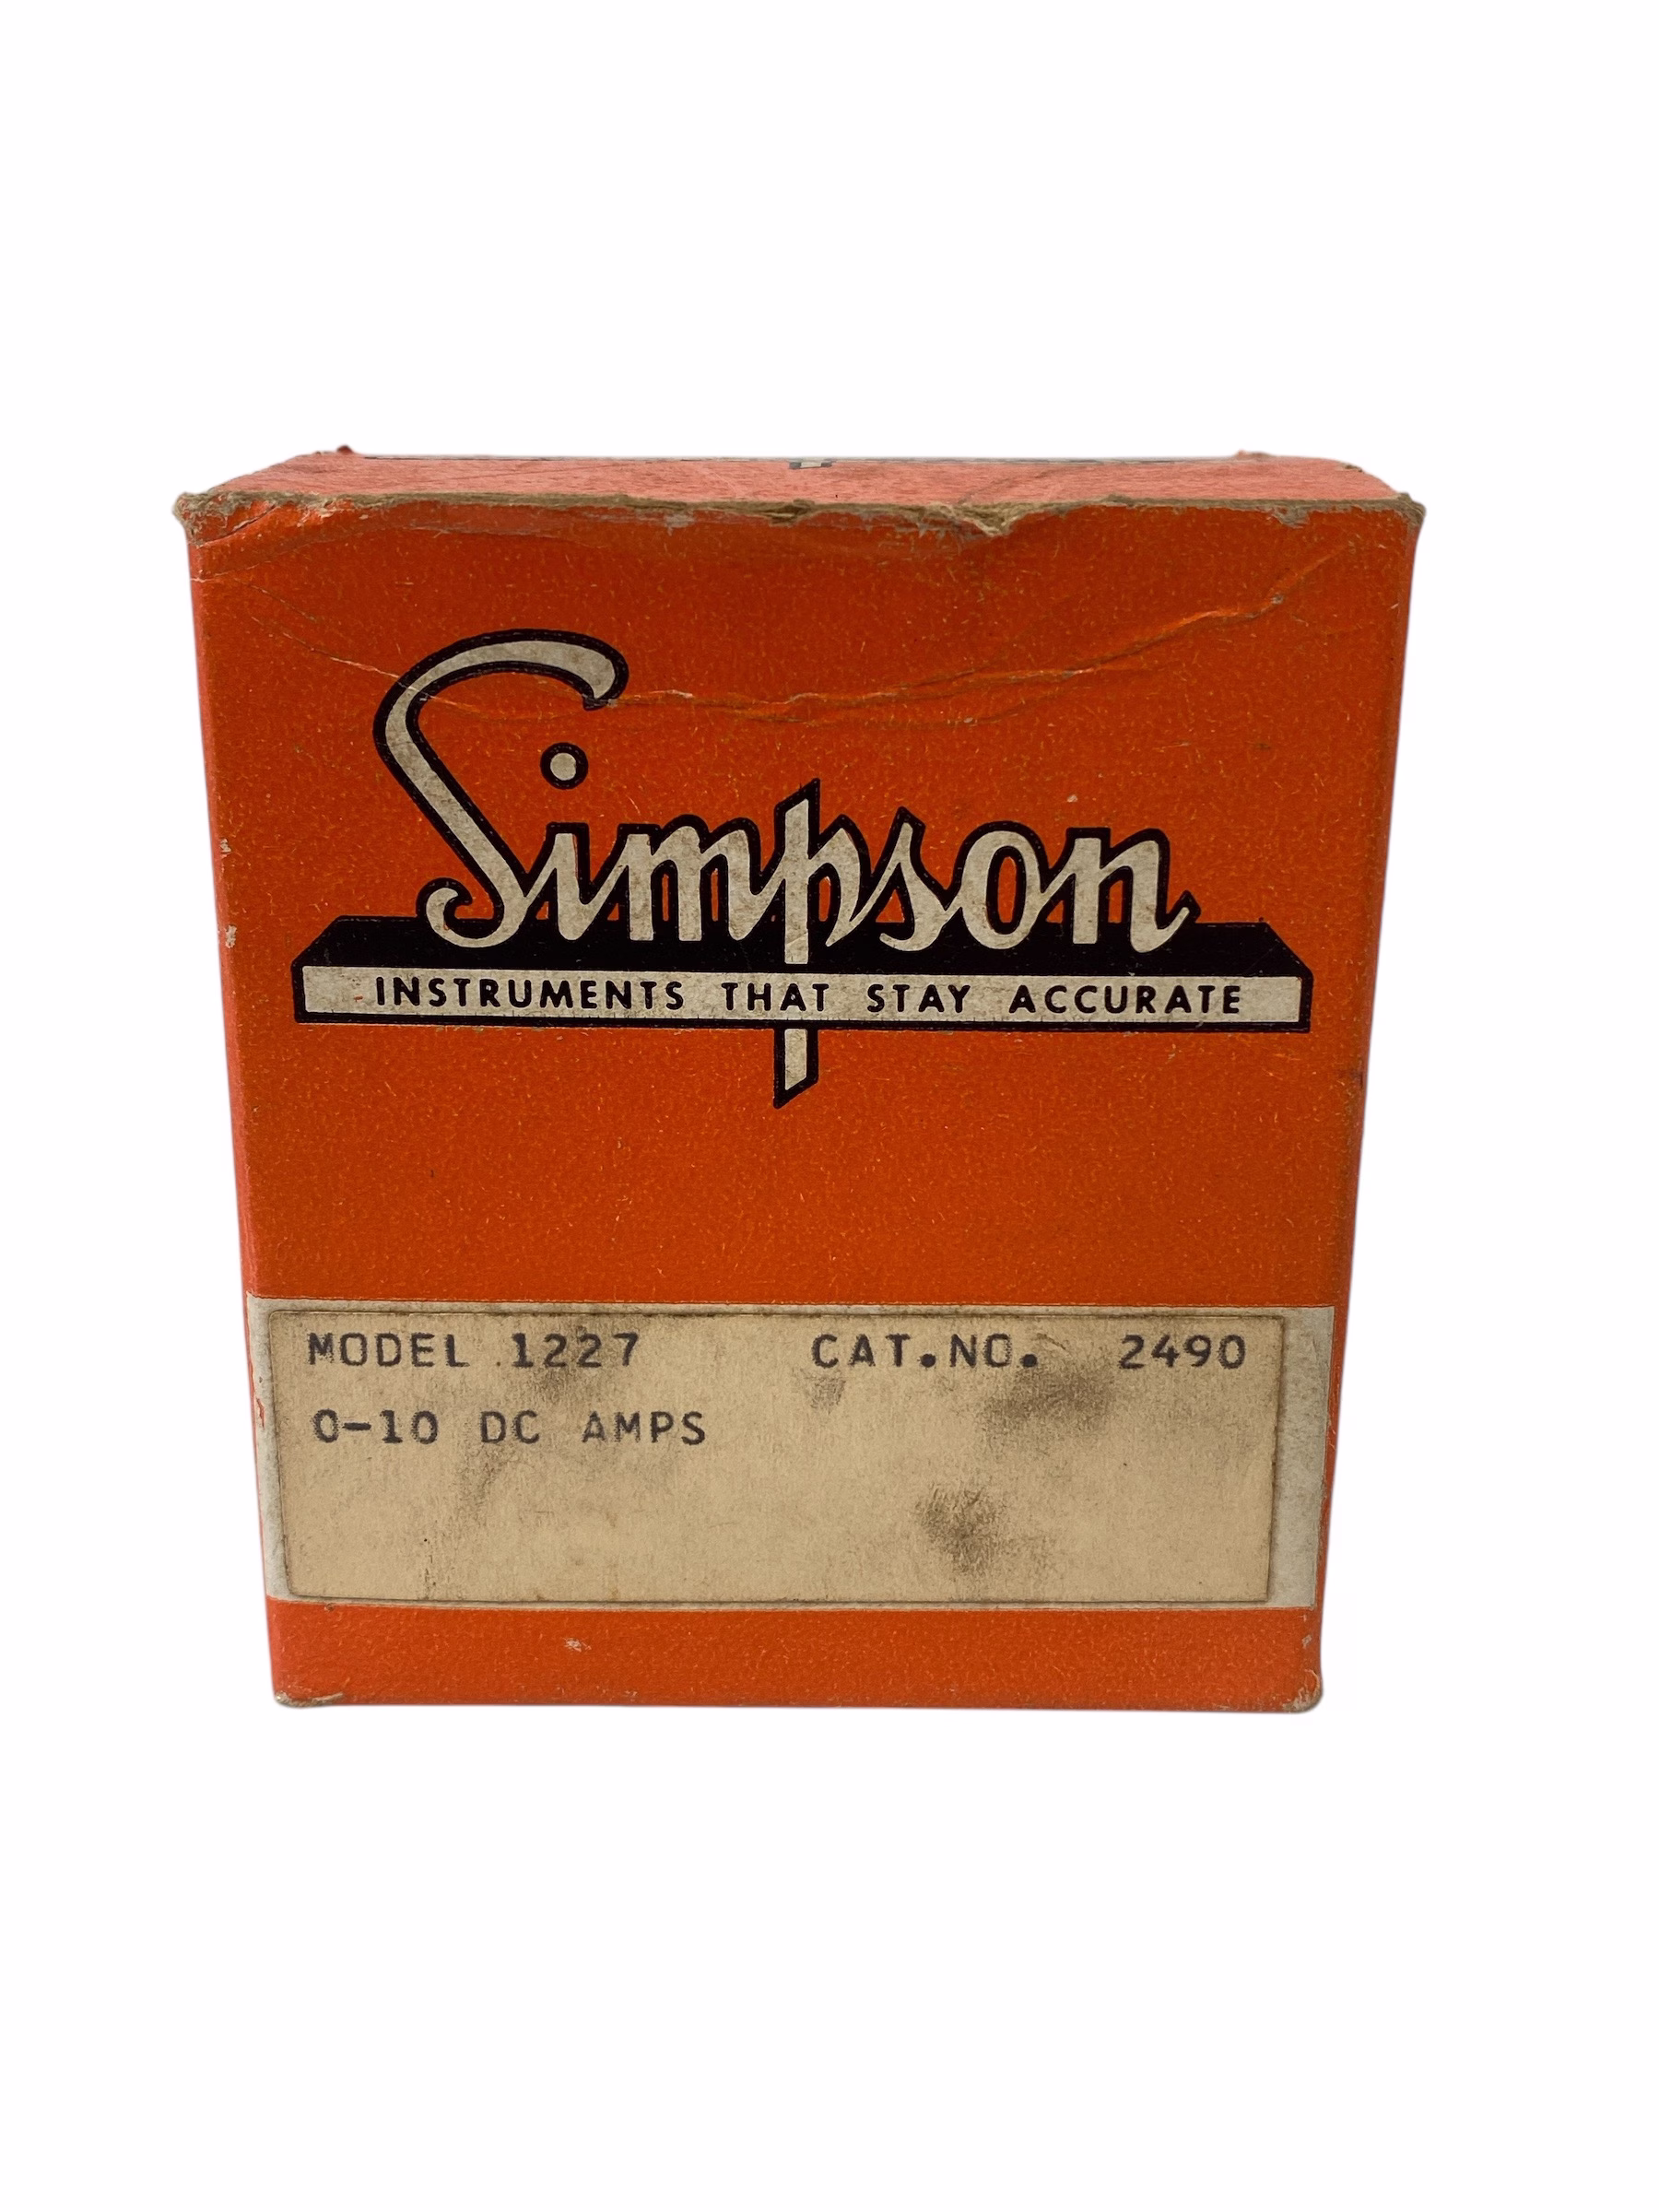 Simpson
INSTRUMENTS THAT STAY ACCURATE
MODEL 1227 CAT.NO. 2490
0-10 DC AMPS